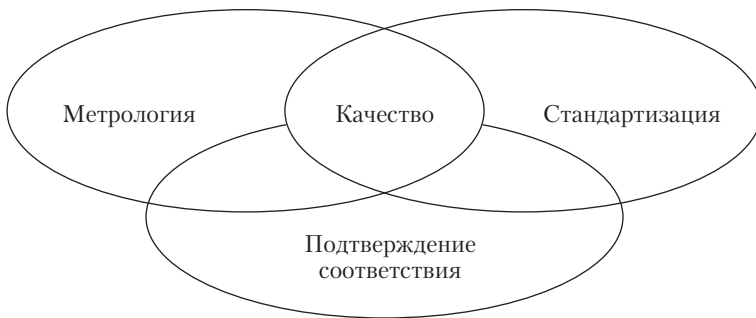 Метрология
Качество
Стандартизация
Подтверждение
соответствия